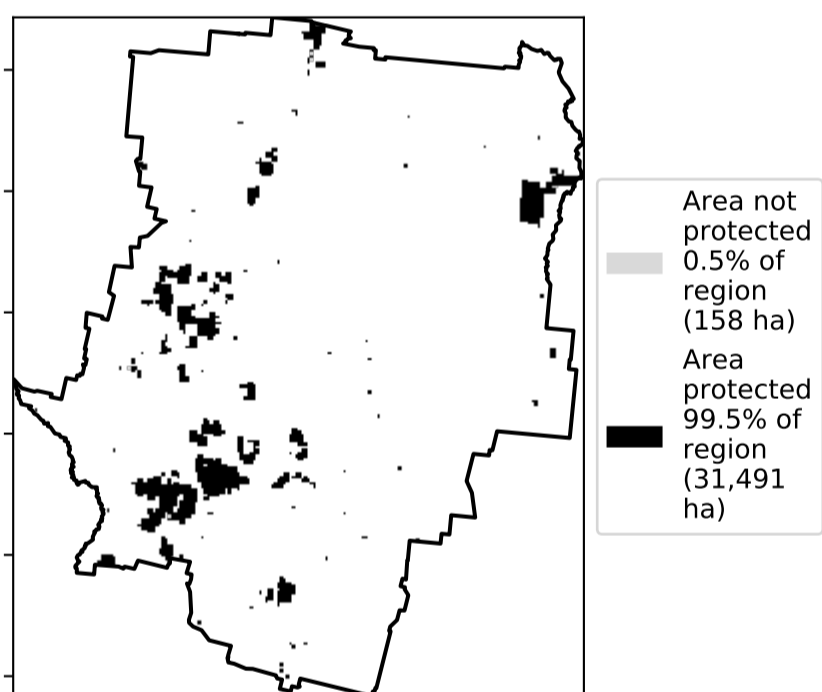 Area not
protected
0.5% of
region
(158 ha)
Area
protected
99.5% of
region
(31,491
ha)